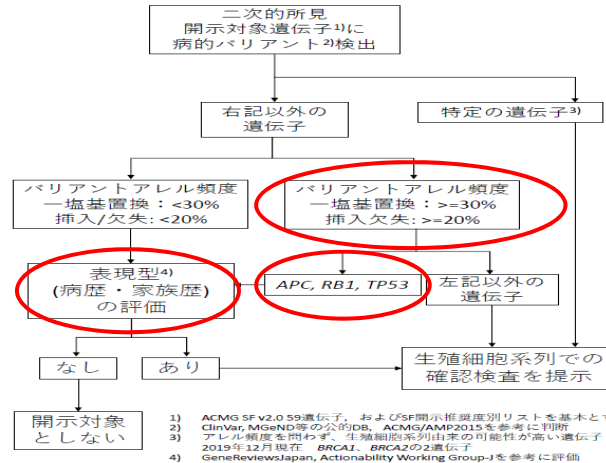 二次的所見
開示対象遺伝子1)に
病的バリアント2)検出
右記以外の
遺伝子
特定の遺伝子3)
バリアントアレル頻度
一塩基置換：<30%
挿入/欠失: <20%
バリアントアレル頻度
一塩基置換：>=30%
挿入/欠失: >=20%
表現型4)
(病歴・家族歴)
の評価
APC, RB1, TP53
左記以外の
遺伝子
なし
あり
生殖細胞系列での
確認検査を提示
開示対象
としない
1) ACMG SF v2.0 59遺伝子，およびSF開示推奨度別リストを基本とす
2) ClinVar, MGeND等の公的DB, ACMG/AMP2015を参考に判断
3) アレル頻度を問わず、生殖細胞系列由来の可能性が高い遺伝子
2019年12月現在 BRCA1、BRCA2の2遺伝子
4) GeneReviewsJapan, Actionability Working Group-Jを参考に評価